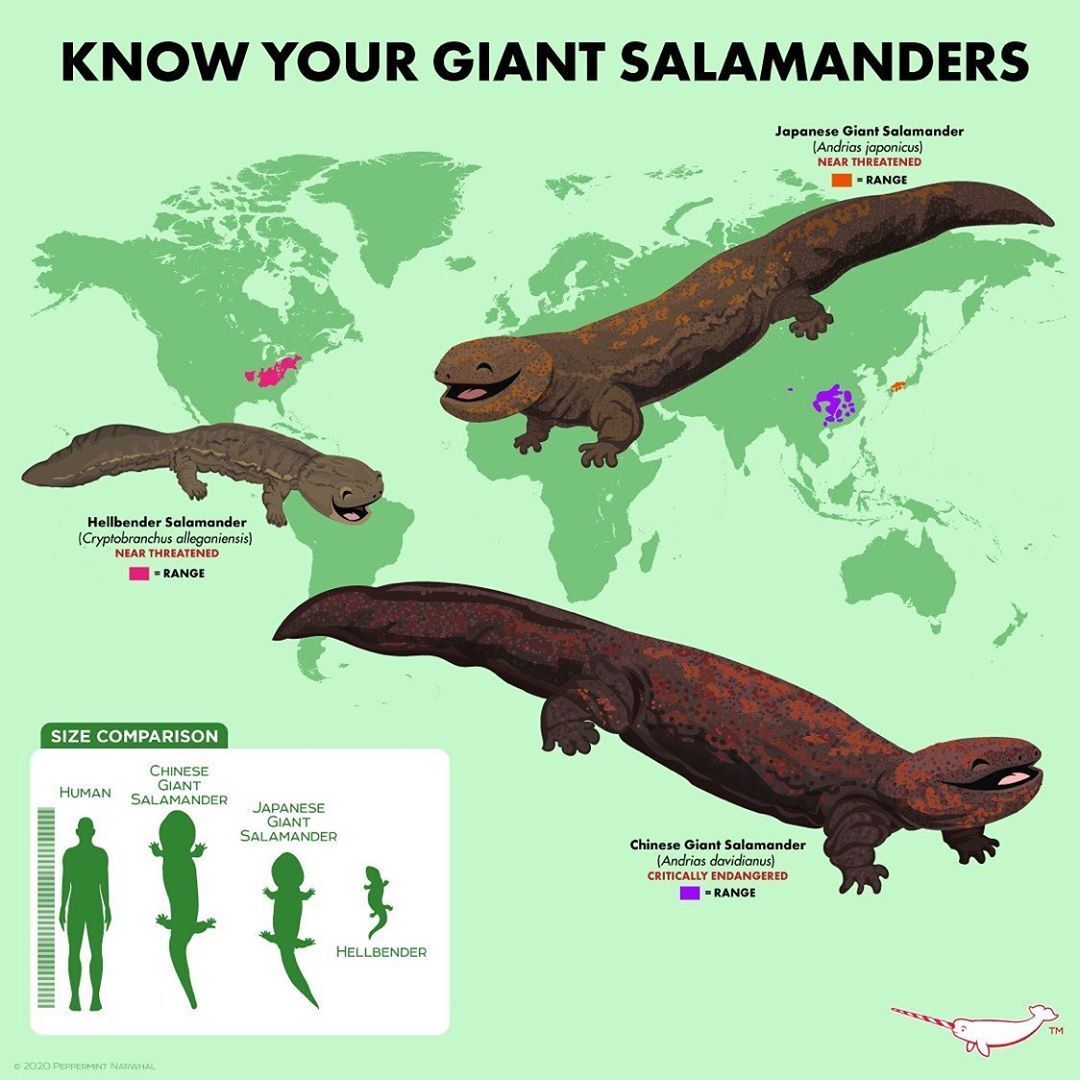 KNOW YOUR GIANT SALAMANDERS
Japanese Giant Salamander
(Andrias japonicus)
NEAR THREATENED
= RANGE
Hellbender Salamander
(Cryptobranchus alleganiensis)
NEAR THREATENED
= RANGE
Chinese Giant Salamander
(Andrias davidianus)
CRITICALLY ENDANGERED
= RANGE
SIZE COMPARISON
HUMAN
CHINESE
GIANT
SALAMANDER
JAPANESE
GIANT
SALAMANDER
HELLBENDER
TM
© 2020 PEPPERMINT NARWHAL